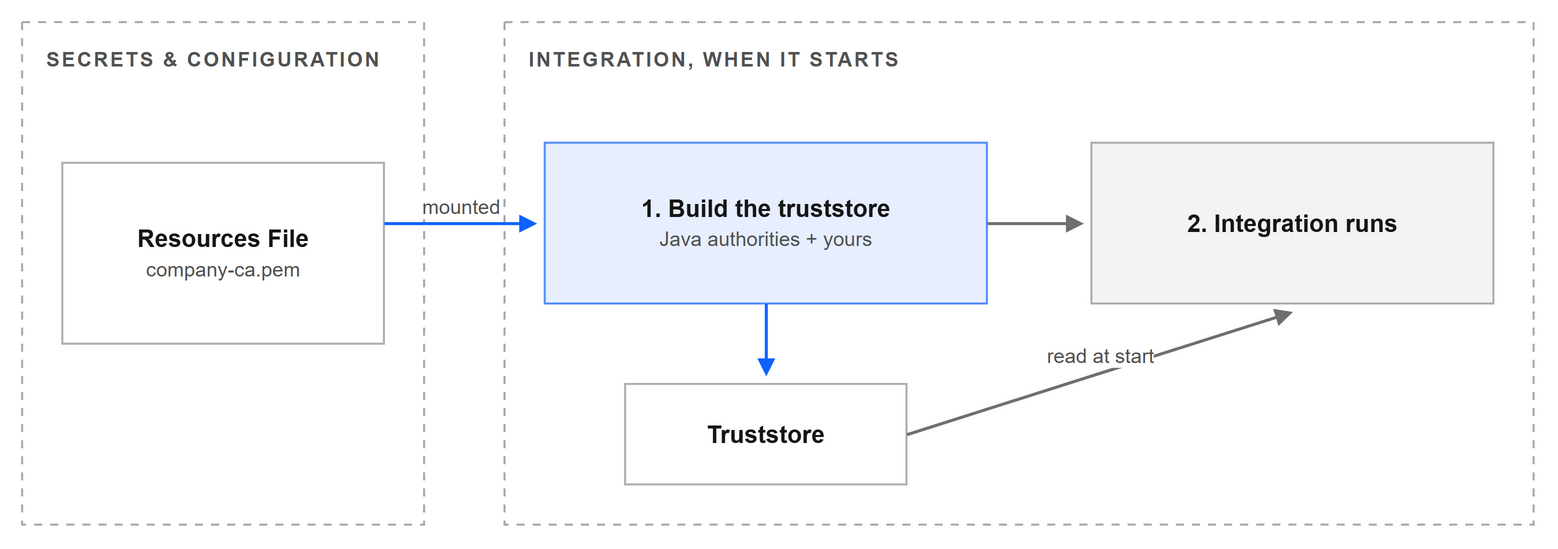 SECRETS & CONFIGURATION
Resources File
company-ca.pem
mounted
INTEGRATION, WHEN IT STARTS
1. Build the truststore
Java authorities + yours
2. Integration runs
read at start
Truststore